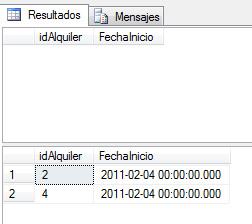 Resultados Mensajes
idAlquiler FechaInicio
idAlquiler FechaInicio
1 2 2011-02-04 00:00:00.000
2 4 2011-02-04 00:00:00.000